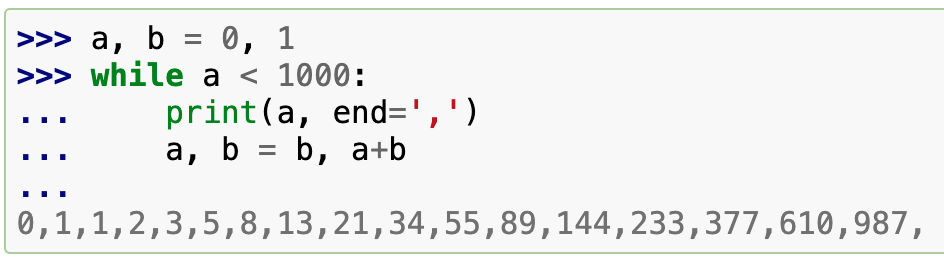 >>> a, b = 0, 1
>>> while a < 1000:
...     print(a, end=',')
...     a, b = b, a+b
...
0,1,1,2,3,5,8,13,21,34,55,89,144,233,377,610,987,